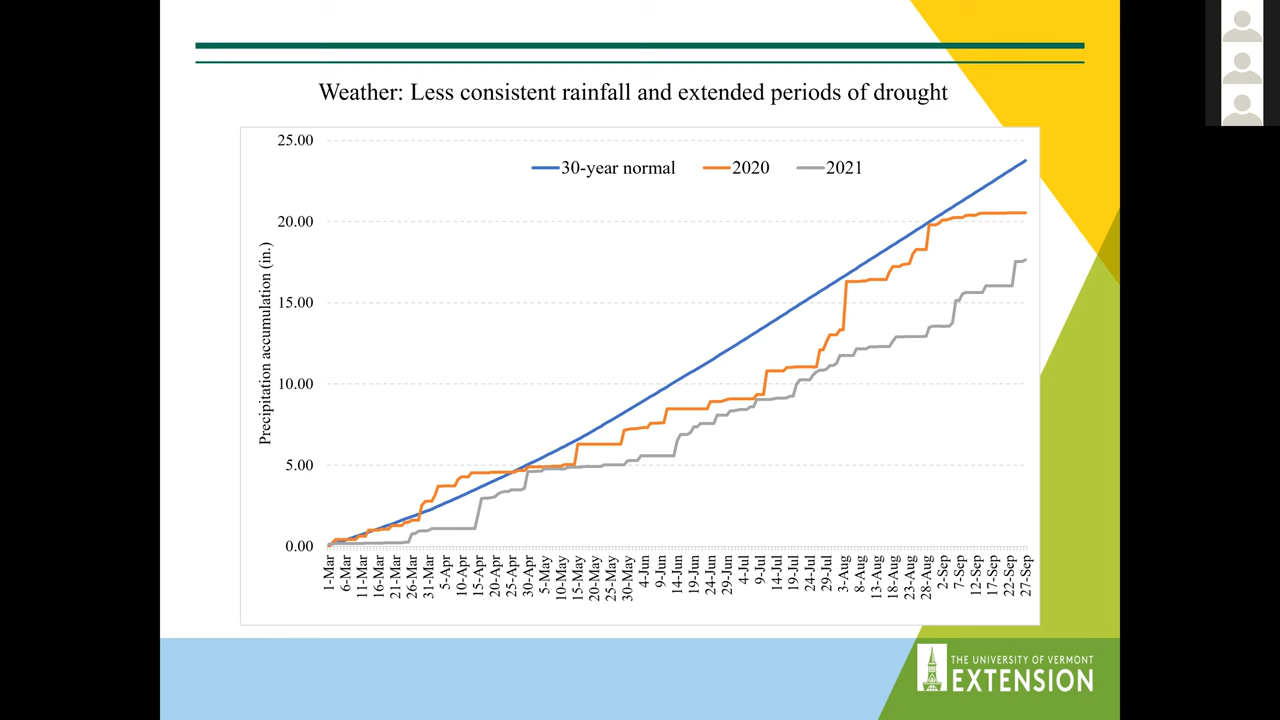 Weather: Less consistent rainfall and extended periods of drought
30-year normal 2020 2021
Precipitation accumulation (in.)
25.00
20.00
15.00
10.00
5.00
0.00
1-Mar 6-Mar 11-Mar 16-Mar 21-Mar 26-Mar 31-Mar 5-Apr 10-Apr 15-Apr 20-Apr 25-Apr 30-Apr 5-May 10-May 15-May 20-May 25-May 30-May 4-Jun 9-Jun 14-Jun 19-Jun 24-Jun 29-Jun 4-Jul 9-Jul 14-Jul 19-Jul 24-Jul 29-Jul 3-Aug 8-Aug 13-Aug 18-Aug 23-Aug 28-Aug 2-Sep 7-Sep 12-Sep 17-Sep 22-Sep 27-Sep
THE UNIVERSITY OF VERMONT
EXTENSION